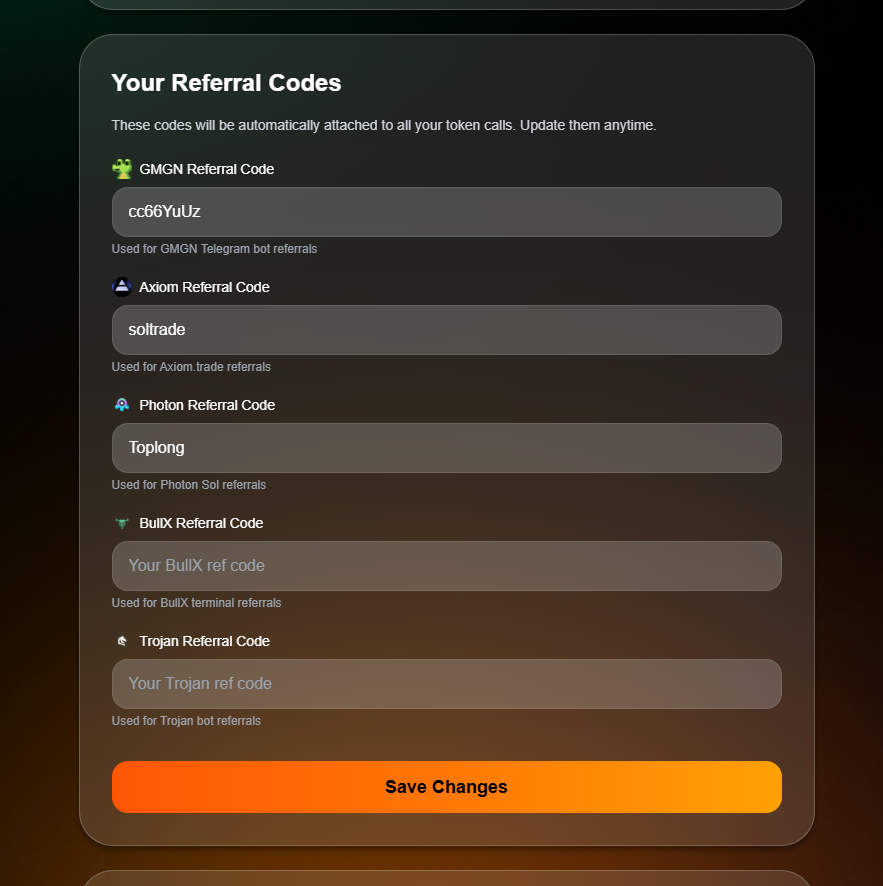 Your Referral Codes
These codes will be automatically attached to all your token calls. Update them anytime.
GMGN Referral Code
cc66YuUz
Used for GMGN Telegram bot referrals
Axiom Referral Code
soltrade
Used for Axiom.trade referrals
Photon Referral Code
Toplong
Used for Photon Sol referrals
BullX Referral Code
Your BullX ref code
Used for BullX terminal referrals
Trojan Referral Code
Your Trojan ref code
Used for Trojan bot referrals
Save Changes